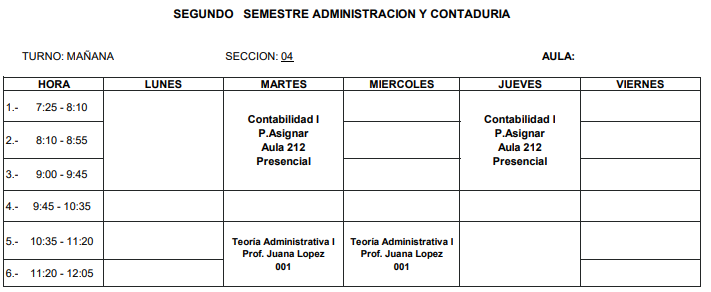 SEGUNDO SEMESTRE ADMINISTRACION Y CONTADURIA
TURNO: MAÑANA SECCION: 04 AULA:
HORA LUNES MARTES MIERCOLES JUEVES VIERNES
1.- 7:25 - 8:10
2.- 8:10 - 8:55
3.- 9:00 - 9:45
Contabilidad I
P.Asignar
Aula 212
Presencial
Contabilidad I
P.Asignar
Aula 212
Presencial
4.- 9:45 - 10:35
5.- 10:35 - 11:20
6.- 11:20 - 12:05
Teoría Administrativa I
Prof. Juana Lopez
001
Teoría Administrativa I
Prof. Juana Lopez
001